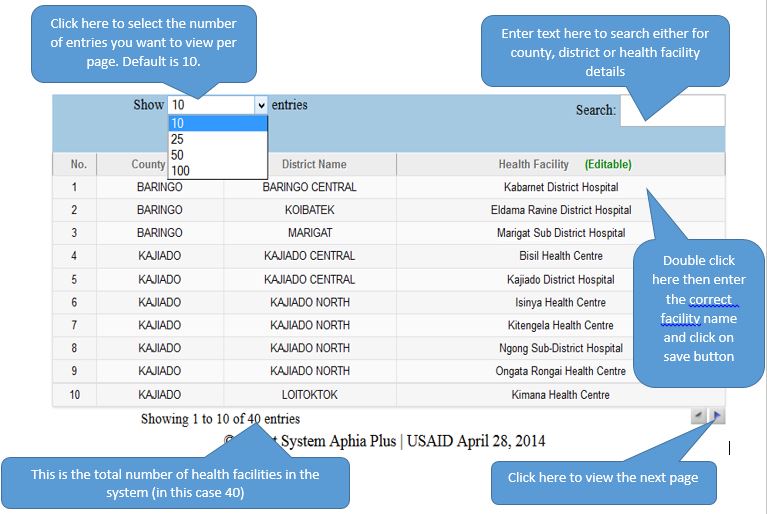 Click here to select the number
of entries you want to view per
page. Default is 10.
Enter text here to search either for
county, district or health facility
details
Show 10 entries
Search:
10
25
50
100
No. County District Name Health Facility (Editable)
1 BARINGO BARINGO CENTRAL Kabarnet District Hospital
2 BARINGO KOIBATEK Eldama Ravine District Hospital
3 BARINGO MARIGAT Marigat Sub District Hospital
4 KAJIADO KAJIADO CENTRAL Bisil Health Centre
5 KAJIADO KAJIADO CENTRAL Kajiado District Hospital
6 KAJIADO KAJIADO NORTH Isinya Health Centre
7 KAJIADO KAJIADO NORTH Kitengela Health Centre
8 KAJIADO KAJIADO NORTH Ngong Sub-District Hospital
9 KAJIADO KAJIADO NORTH Ongata Rongai Health Centre
10 KAJIADO LOITOKTOK Kimana Health Centre
Double click
here then enter
the correct
facility name
and click on
save button
Showing 1 to 10 of 40 entries
System Aphia Plus | USAID April 28, 2014
This is the total number of health facilities in the
system (in this case 40)
Click here to view the next page